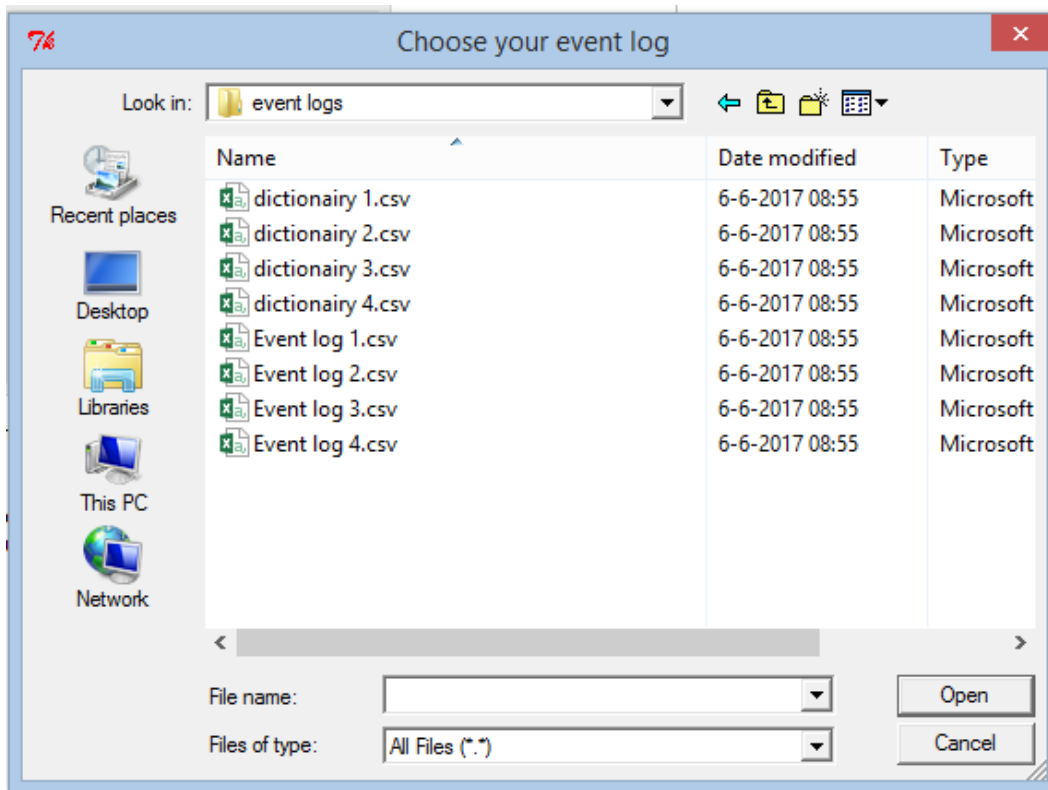 Tk Choose your event log
Look in: event logs
Name Date modified Type
Recent places
Desktop
Libraries
This PC
Network
dictionairy 1.csv 6-6-2017 08:55 Microsoft
dictionairy 2.csv 6-6-2017 08:55 Microsoft
dictionairy 3.csv 6-6-2017 08:55 Microsoft
dictionairy 4.csv 6-6-2017 08:55 Microsoft
Event log 1.csv 6-6-2017 08:55 Microsoft
Event log 2.csv 6-6-2017 08:55 Microsoft
Event log 3.csv 6-6-2017 08:55 Microsoft
Event log 4.csv 6-6-2017 08:55 Microsoft
File name: Open
Files of type: All Files (*.*) Cancel